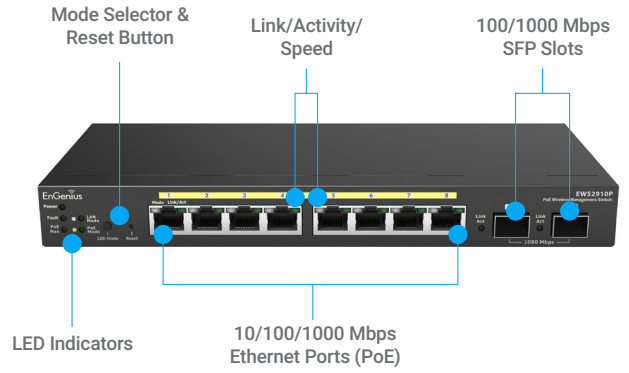 Mode Selector &
Reset Button
Link/Activity/
Speed
100/1000 Mbps
SFP Slots
EnGenius
EWS2910P
PoE Wireless Management Switch
1 2 3 4 5 6 7 8
Mode Link/Act
Power
Fault
LAN
Mode
PoE
Max
PoE
Mode
LED Mode
Reset
Link
Act
Link
Act
1000 Mbps
LED Indicators
10/100/1000 Mbps
Ethernet Ports (PoE)